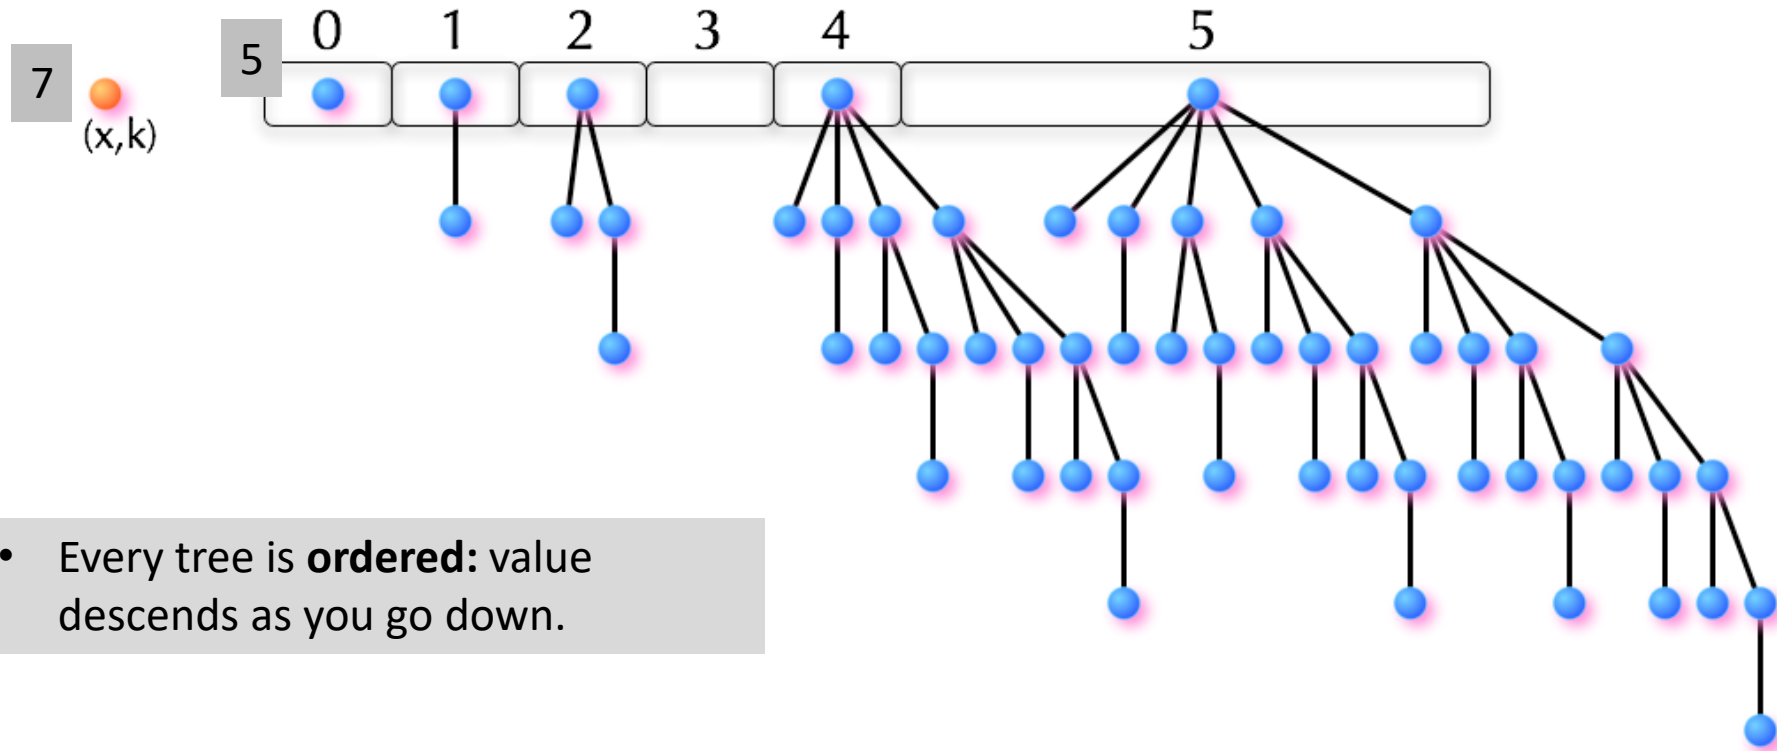 0 1 2 3 4 5
5
7
(x,k)
• Every tree is ordered: value
descends as you go down.